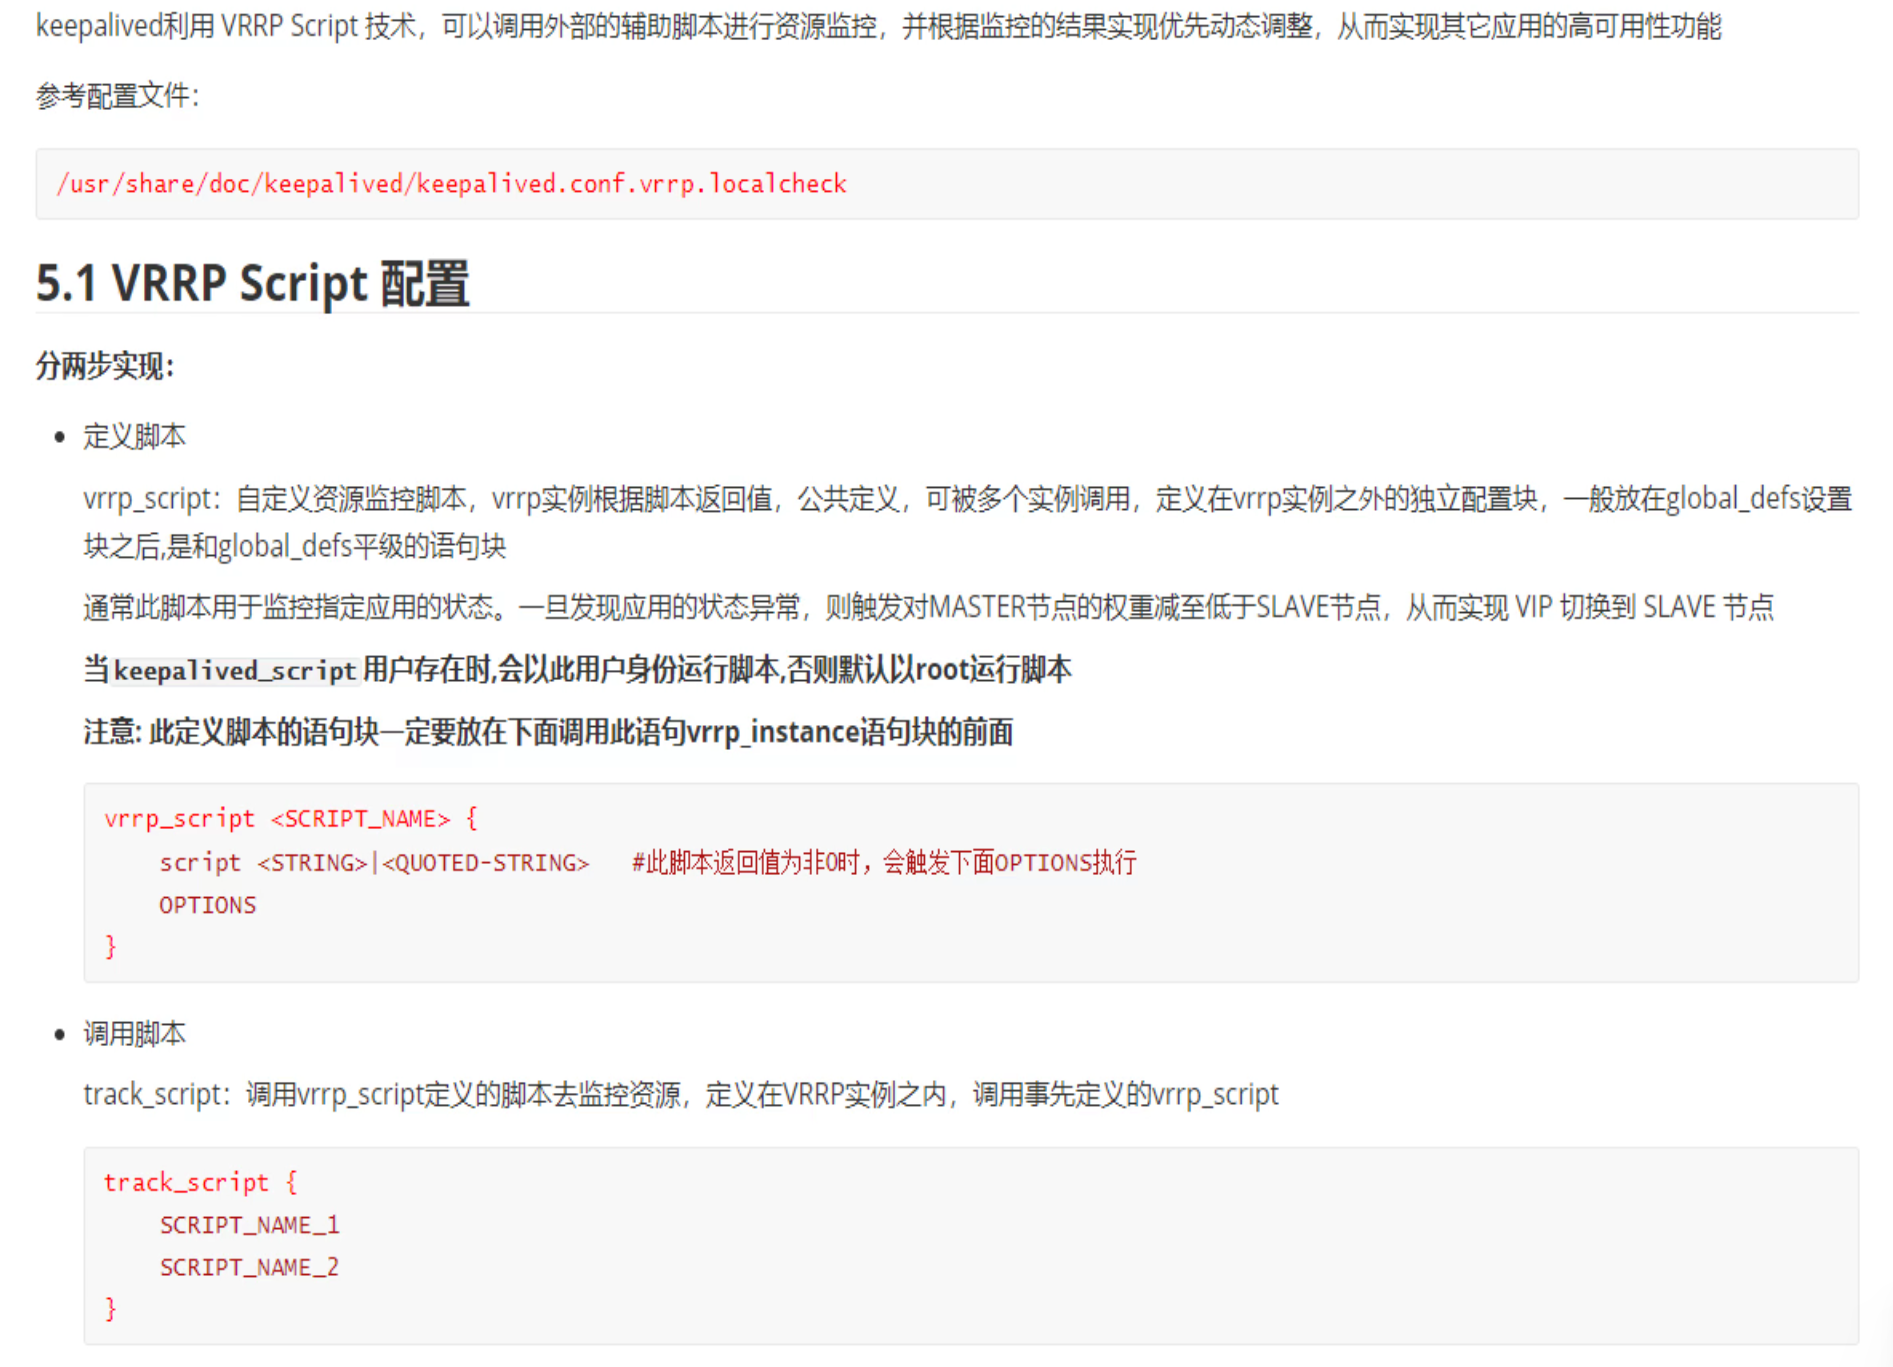 keepalived利用 VRRP Script 技术，可以调用外部的辅助脚本进行资源监控，并根据监控的结果实现优先动态调整，从而实现其它应用的高可用性功能
参考配置文件：
/usr/share/doc/keepalived/keepalived.conf.vrrp.localcheck
5.1 VRRP Script 配置
分两步实现：
• 定义脚本
vrrp_script：自定义资源监控脚本，vrrp实例根据脚本返回值，公共定义，可被多个实例调用，定义在vrrp实例之外的独立配置块，一般放在global_defs设置
块之后,是和global_defs平级的语句块
通常此脚本用于监控指定应用的状态。一旦发现应用的状态异常，则触发对MASTER节点的权重减至低于SLAVE节点，从而实现 VIP 切换到 SLAVE 节点
当keepalived_script用户存在时,会以此用户身份运行脚本,否则默认以root运行脚本
注意: 此定义脚本的语句块一定要放在下面调用此语句vrrp_instance语句块的前面
vrrp_script <SCRIPT_NAME> {
    script <STRING>|<QUOTED-STRING>   #此脚本返回值为非0时，会触发下面OPTIONS执行
    OPTIONS
}
• 调用脚本
track_script：调用vrrp_script定义的脚本去监控资源，定义在VRRP实例之内，调用事先定义的vrrp_script
track_script {
    SCRIPT_NAME_1
    SCRIPT_NAME_2
}